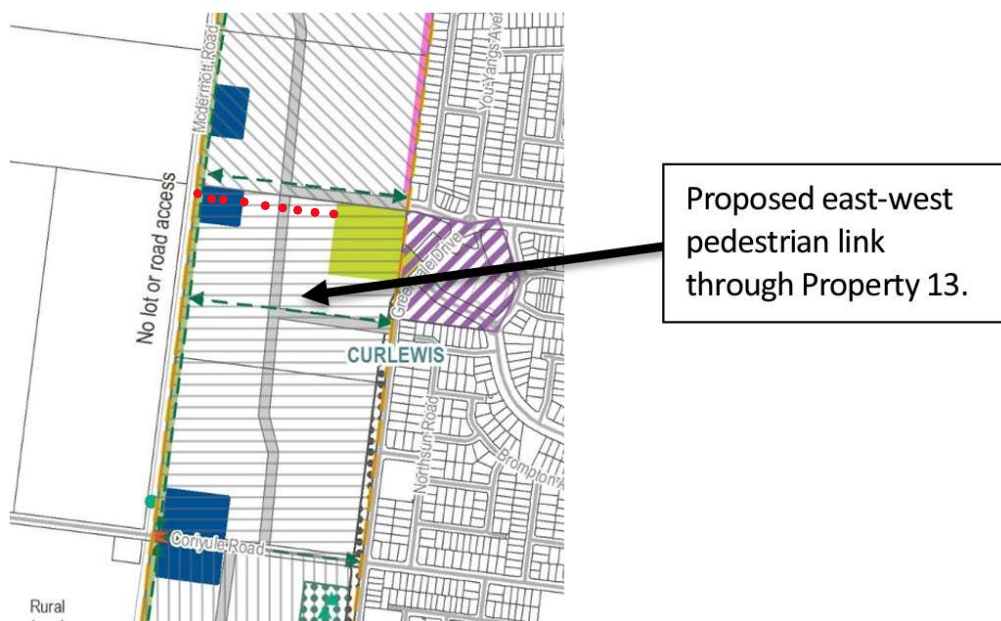 Mcdermott Road
You Yangs Aven
No lot or road access
Greenvale Drive
Proposed east-west
pedestrian link
through Property 13.
CURLEWIS
Northsun Road
Brompton A
Coriyule Road
Rural